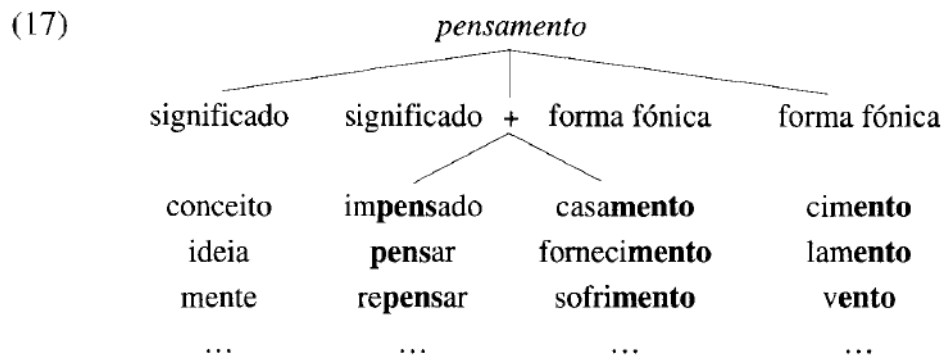 (17) pensamento
significado significado + forma fónica forma fónica
conceito impensado casamento cimento
ideia pensar fornecimento lamento
mente repensar sofrimento vento
... ... ... ...